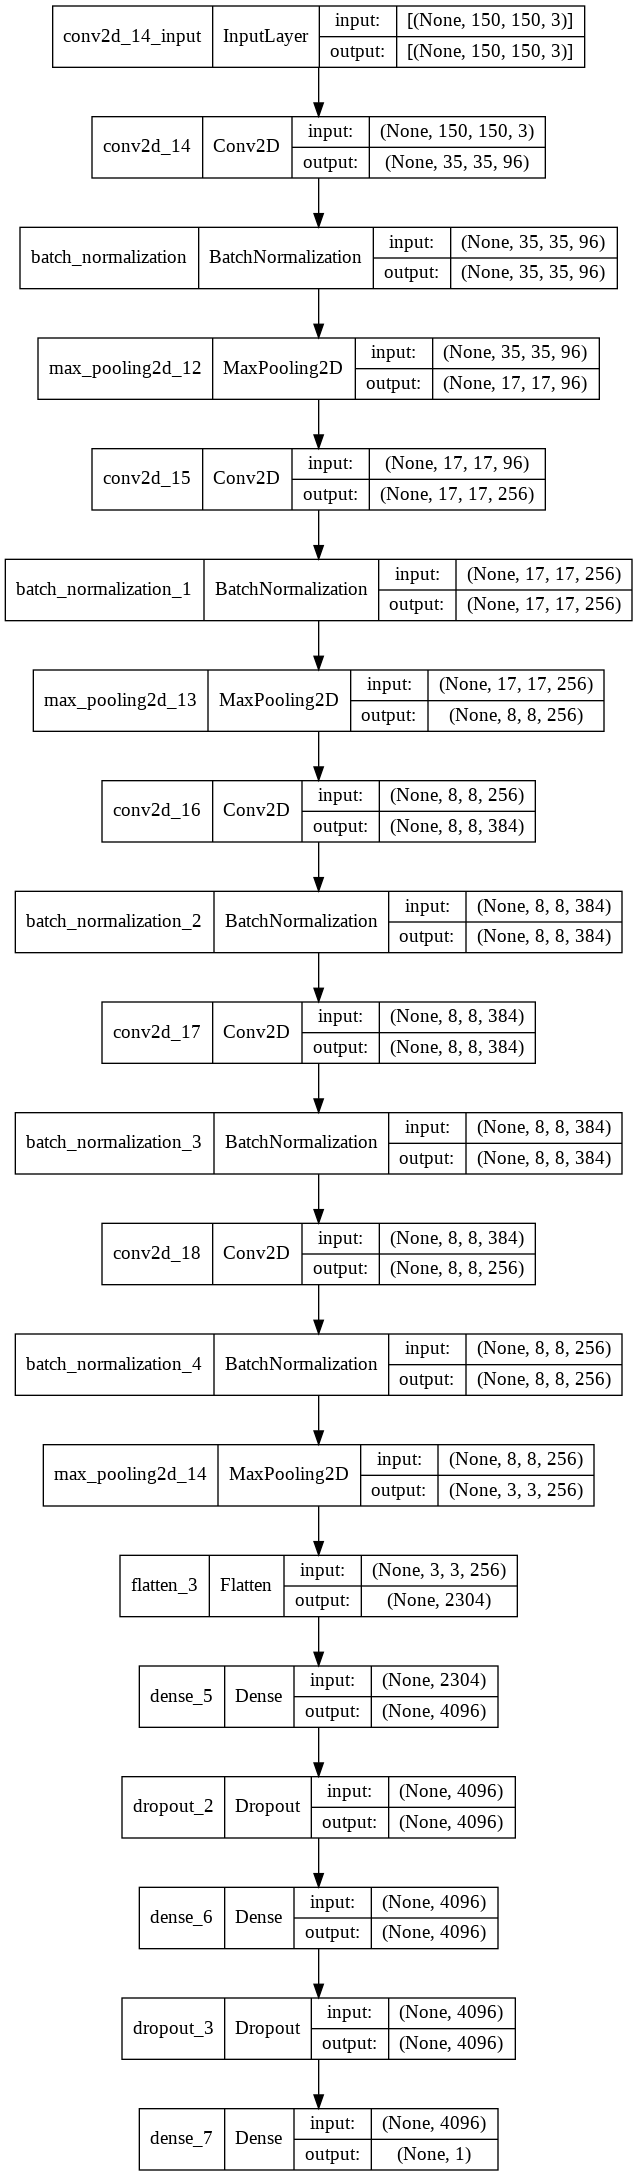 conv2d_14_input InputLayer input: [(None, 150, 150, 3)]
output: [(None, 150, 150, 3)]
conv2d_14 Conv2D input: (None, 150, 150, 3)
output: (None, 35, 35, 96)
batch_normalization BatchNormalization input: (None, 35, 35, 96)
output: (None, 35, 35, 96)
max_pooling2d_12 MaxPooling2D input: (None, 35, 35, 96)
output: (None, 17, 17, 96)
conv2d_15 Conv2D input: (None, 17, 17, 96)
output: (None, 17, 17, 256)
batch_normalization_1 BatchNormalization input: (None, 17, 17, 256)
output: (None, 17, 17, 256)
max_pooling2d_13 MaxPooling2D input: (None, 17, 17, 256)
output: (None, 8, 8, 256)
conv2d_16 Conv2D input: (None, 8, 8, 256)
output: (None, 8, 8, 384)
batch_normalization_2 BatchNormalization input: (None, 8, 8, 384)
output: (None, 8, 8, 384)
conv2d_17 Conv2D input: (None, 8, 8, 384)
output: (None, 8, 8, 384)
batch_normalization_3 BatchNormalization input: (None, 8, 8, 384)
output: (None, 8, 8, 384)
conv2d_18 Conv2D input: (None, 8, 8, 384)
output: (None, 8, 8, 256)
batch_normalization_4 BatchNormalization input: (None, 8, 8, 256)
output: (None, 8, 8, 256)
max_pooling2d_14 MaxPooling2D input: (None, 8, 8, 256)
output: (None, 3, 3, 256)
flatten_3 Flatten input: (None, 3, 3, 256)
output: (None, 2304)
dense_5 Dense input: (None, 2304)
output: (None, 4096)
dropout_2 Dropout input: (None, 4096)
output: (None, 4096)
dense_6 Dense input: (None, 4096)
output: (None, 4096)
dropout_3 Dropout input: (None, 4096)
output: (None, 4096)
dense_7 Dense input: (None, 4096)
output: (None, 1)